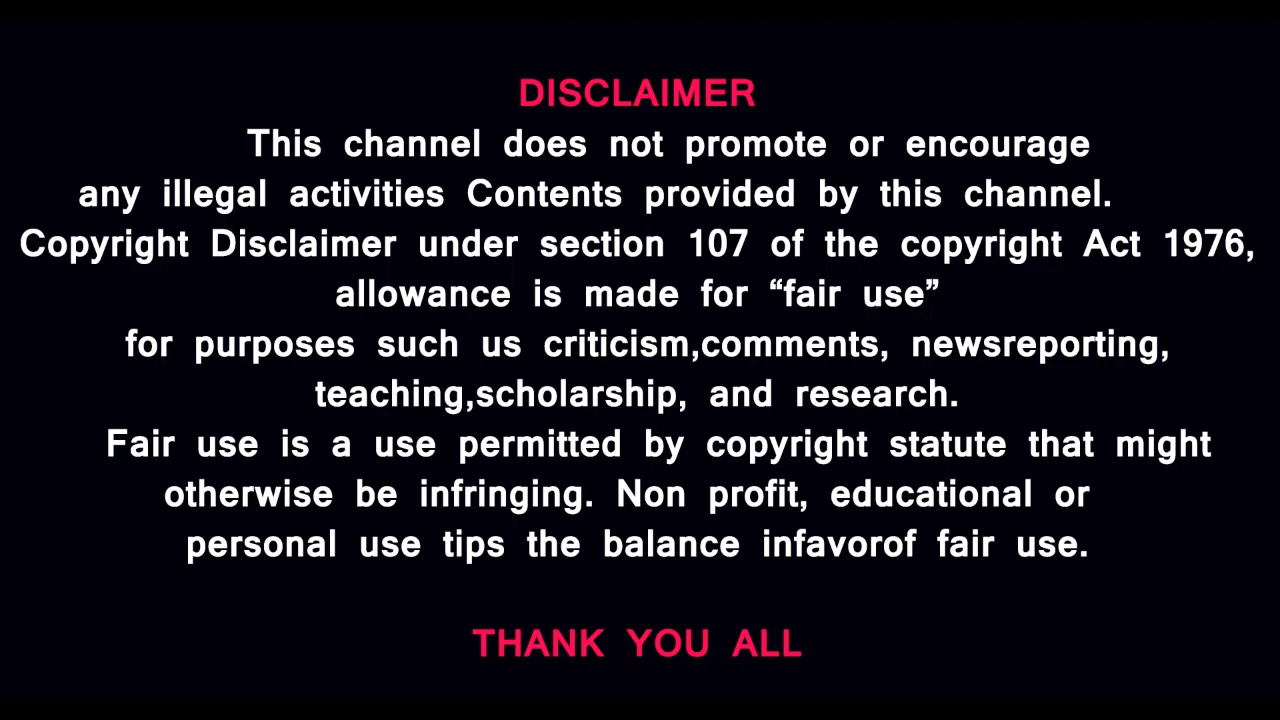 DISCLAIMER
This channel does not promote or encourage
any illegal activities Contents provided by this channel.
Copyright Disclaimer under section 107 of the copyright Act 1976,
allowance is made for “fair use”
for purposes such us criticism,comments, newsreporting,
teaching,scholarship, and research.
Fair use is a use permitted by copyright statute that might
otherwise be infringing. Non profit, educational or
personal use tips the balance infavorof fair use.
THANK YOU ALL